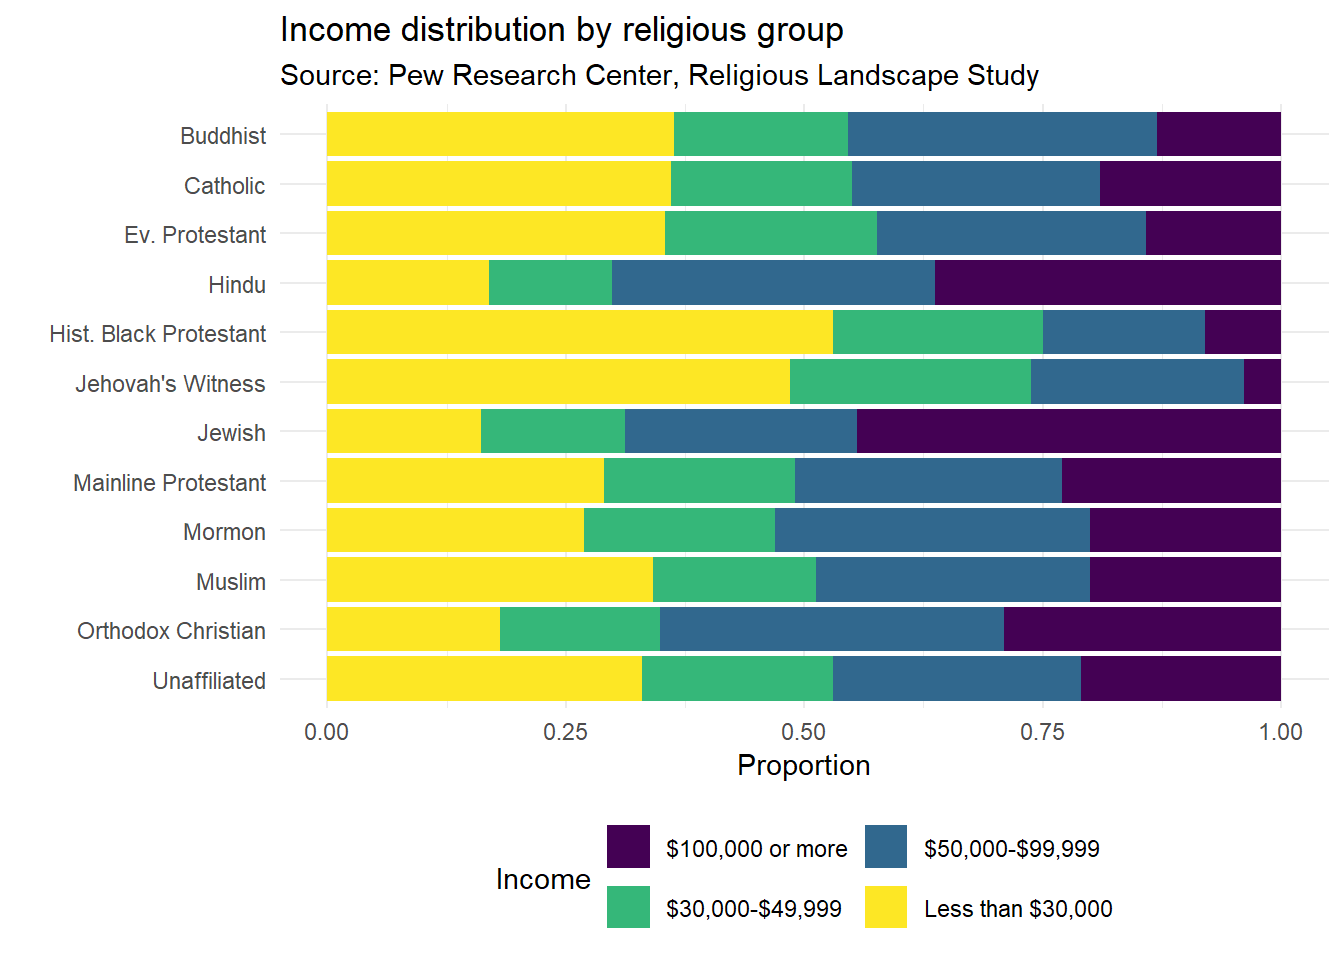 Income distribution by religious group
Source: Pew Research Center, Religious Landscape Study
Buddhist
Catholic
Ev. Protestant
Hindu
Hist. Black Protestant
Jehovah's Witness
Jewish
Mainline Protestant
Mormon
Muslim
Orthodox Christian
Unaffiliated
0.00 0.25 0.50 0.75 1.00
Proportion
Income
$100,000 or more $50,000-$99,999
$30,000-$49,999 Less than $30,000